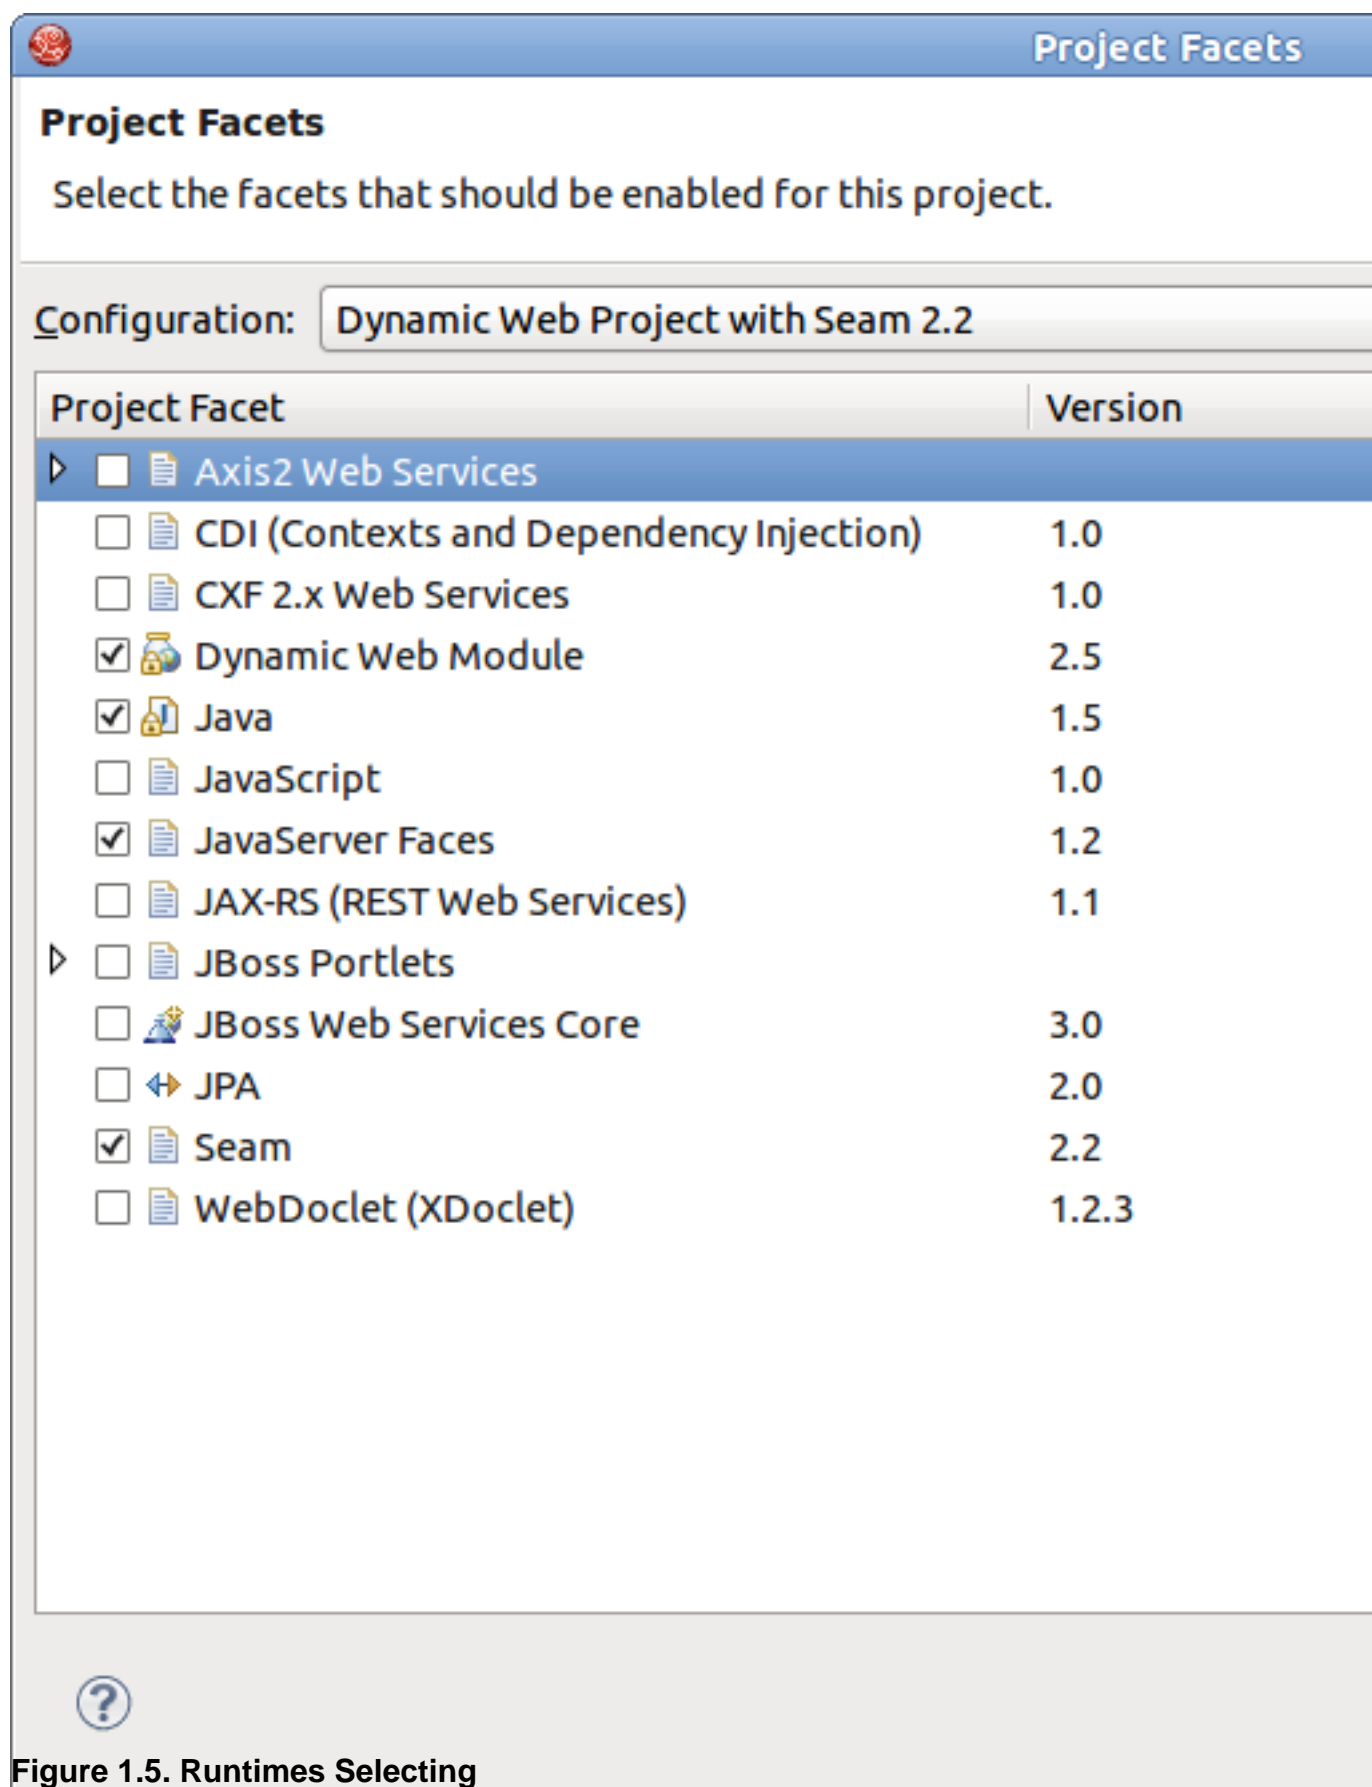 Project Facets
Project Facets
Select the facets that should be enabled for this project.
Configuration: Dynamic Web Project with Seam 2.2
Project Facet Version
Axis2 Web Services
CDI (Contexts and Dependency Injection) 1.0
CXF 2.x Web Services 1.0
Dynamic Web Module 2.5
Java 1.5
JavaScript 1.0
JavaServer Faces 1.2
JAX-RS (REST Web Services) 1.1
JBoss Portlets
JBoss Web Services Core 3.0
JPA 2.0
Seam 2.2
WebDoclet (XDoclet) 1.2.3
?
Figure 1.5. Runtimes Selecting